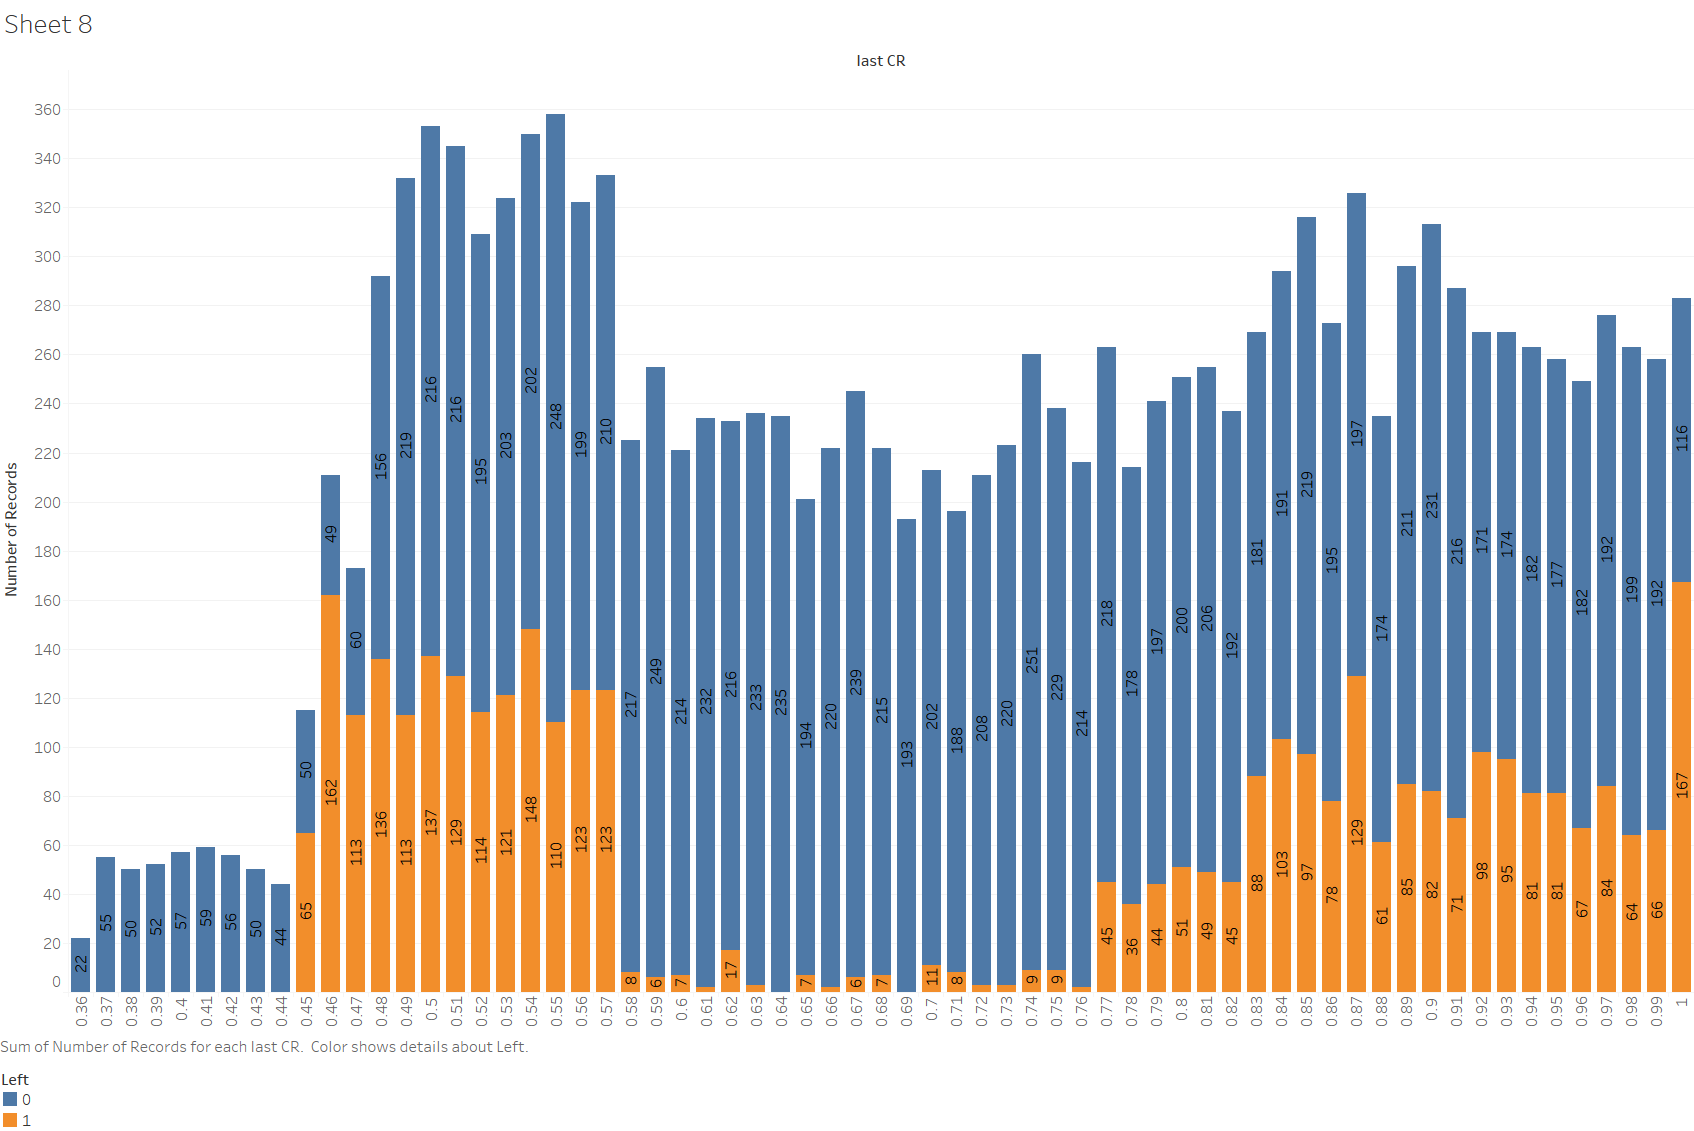 Sheet 8
last CR
Number of Records
360
340
320
300
280
260
240
220
200
180
160
140
120
100
80
60
40
20
0
22 55 50 52 57 59 56 50 44 50 49 60 156 219 216 216 195 203 202 248 199 210 217 249 214 232 216 233 235 194 220 239 215 193 202 188 208 220 251 229 214 218 178 197 200 206 192 181 191 219 195 197 174 211 231 216 171 174 182 177 182 192 199 192 116
65 162 113 136 113 137 129 114 121 148 110 123 123 8 6 7 17 7 6 7 11 8 9 9 45 36 44 51 49 45 88 103 97 78 129 61 85 82 71 98 95 81 81 67 84 64 66 167
0.36 0.37 0.38 0.39 0.4 0.41 0.42 0.43 0.44 0.45 0.46 0.47 0.48 0.49 0.5 0.51 0.52 0.53 0.54 0.55 0.56 0.57 0.58 0.59 0.6 0.61 0.62 0.63 0.64 0.65 0.66 0.67 0.68 0.69 0.7 0.71 0.72 0.73 0.74 0.75 0.76 0.77 0.78 0.79 0.8 0.81 0.82 0.83 0.84 0.85 0.86 0.87 0.88 0.89 0.9 0.91 0.92 0.93 0.94 0.95 0.96 0.97 0.98 0.99 1
Sum of Number of Records for each last CR.  Color shows details about Left.
Left
0
1